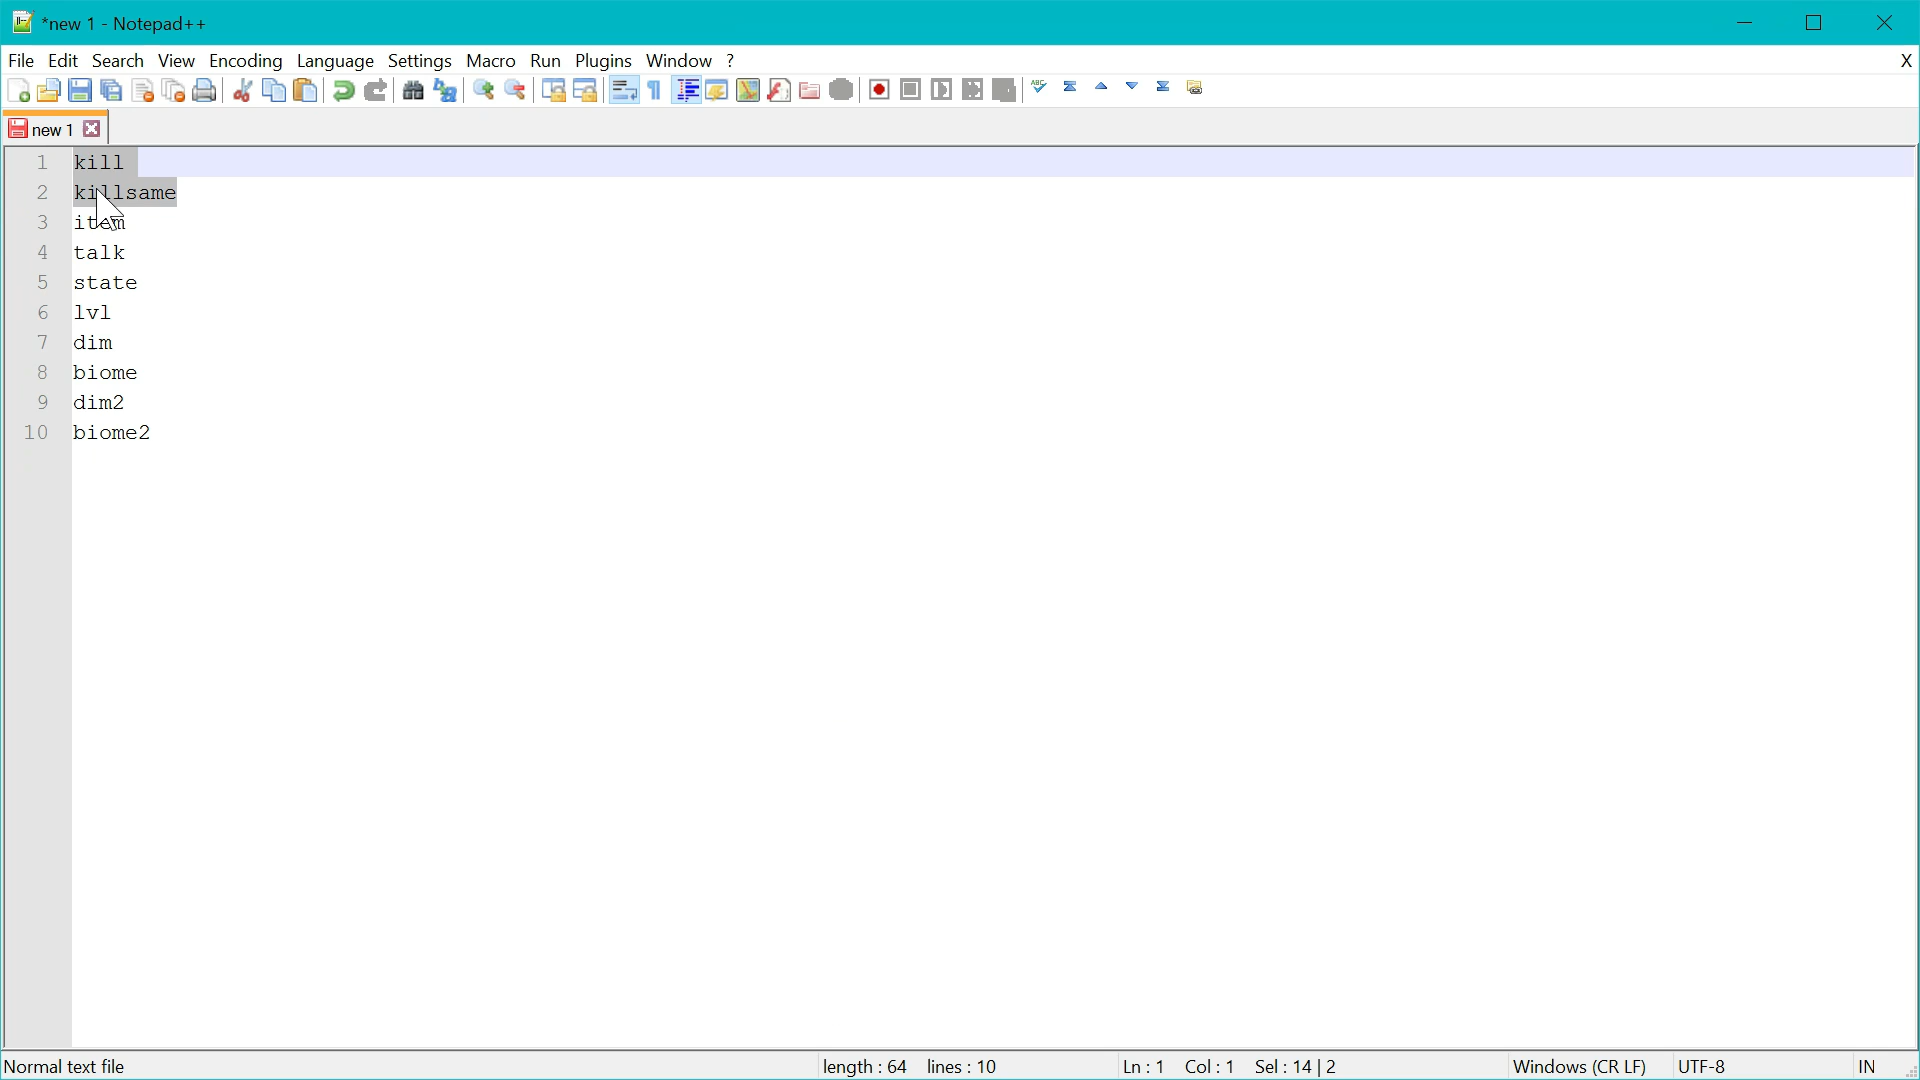 *new 1 - Notepad++
File Edit Search View Encoding Language Settings Macro Run Plugins Window ? X
new 1
1 kill
2 killsame
3 item
4 talk
5 state
6 lvl
7 dim
8 biome
9 dim2
10 biome2
Normal text file length : 64 lines : 10 Ln : 1 Col : 1 Sel : 14 | 2 Windows (CR LF) UTF-8 IN